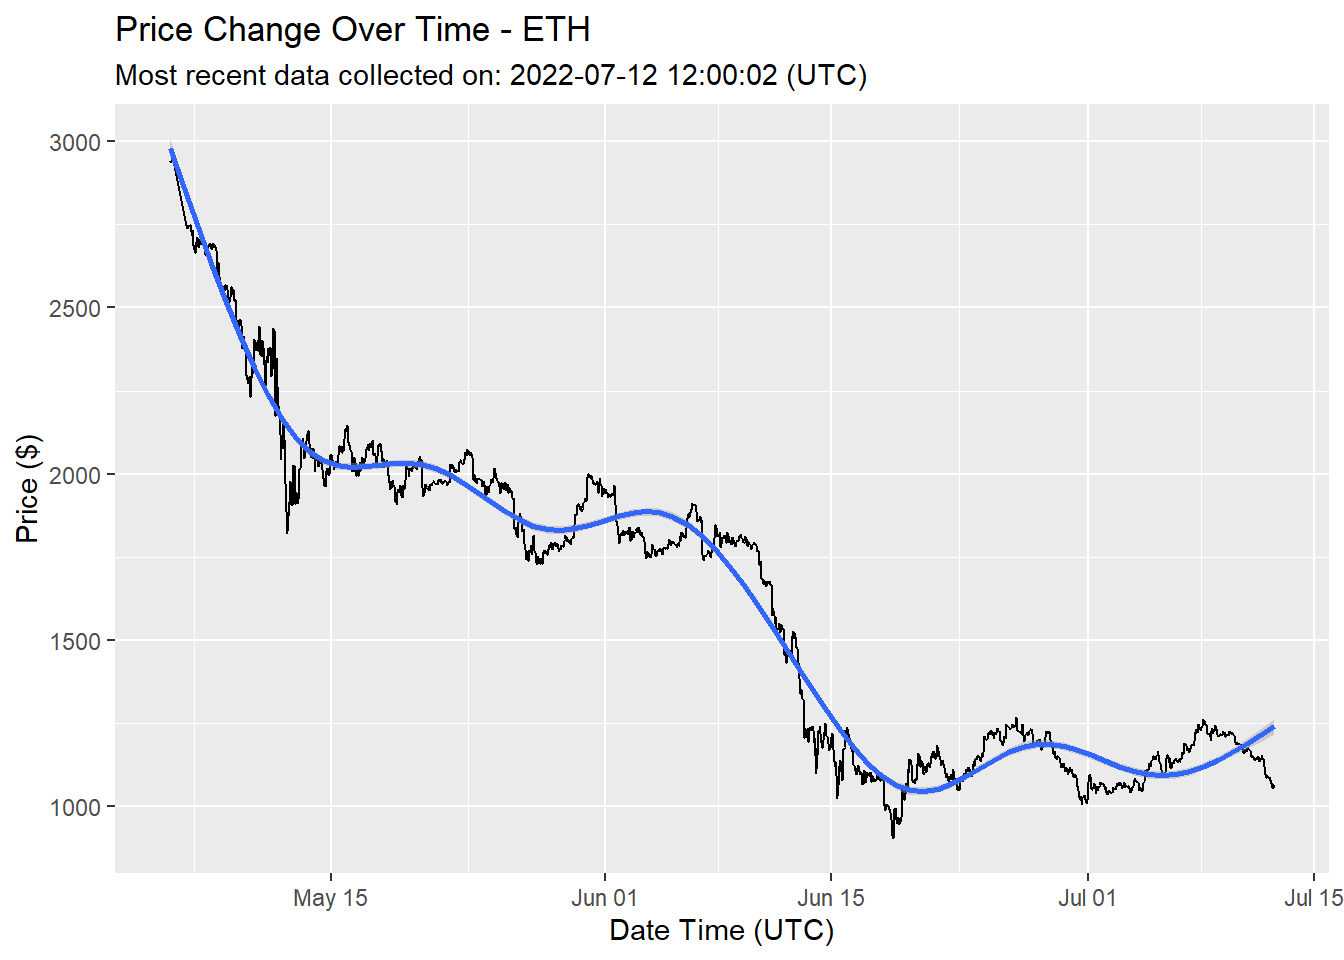 Price Change Over Time - ETH
Most recent data collected on: 2022-07-12 12:00:02 (UTC)
3000
2500
2000
1500
1000
Price ($)
May 15
Jun 01
Jun 15
Jul 01
Jul 15
Date Time (UTC)